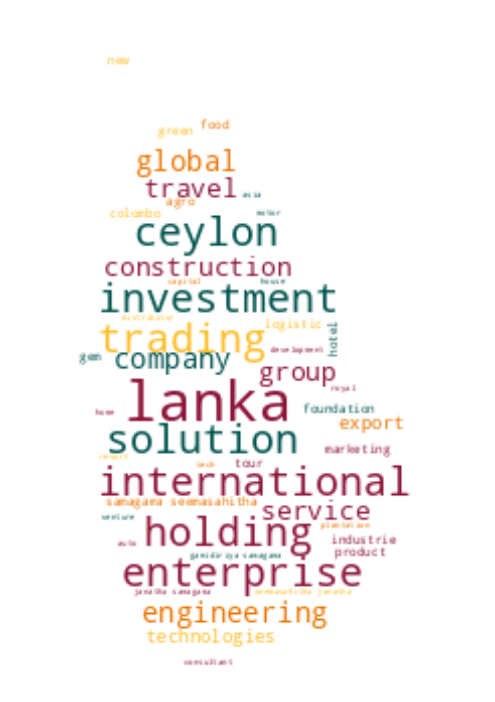 new
food
green
global
travel
asia
agro
colombo
motor
ceylon
construction
capital
house
investment
distributor
logistic
trading
hotel
development
gem
company
group
royal
lanka
home
foundation
export
solution
marketing
resort
tech
tour
international
samagama seemasahitha
service
venture
plantation
holding
industrie
auto
product
gamidiriya samagama
enterprise
janatha samagama
seemasahitha janatha
engineering
technologies
consultant